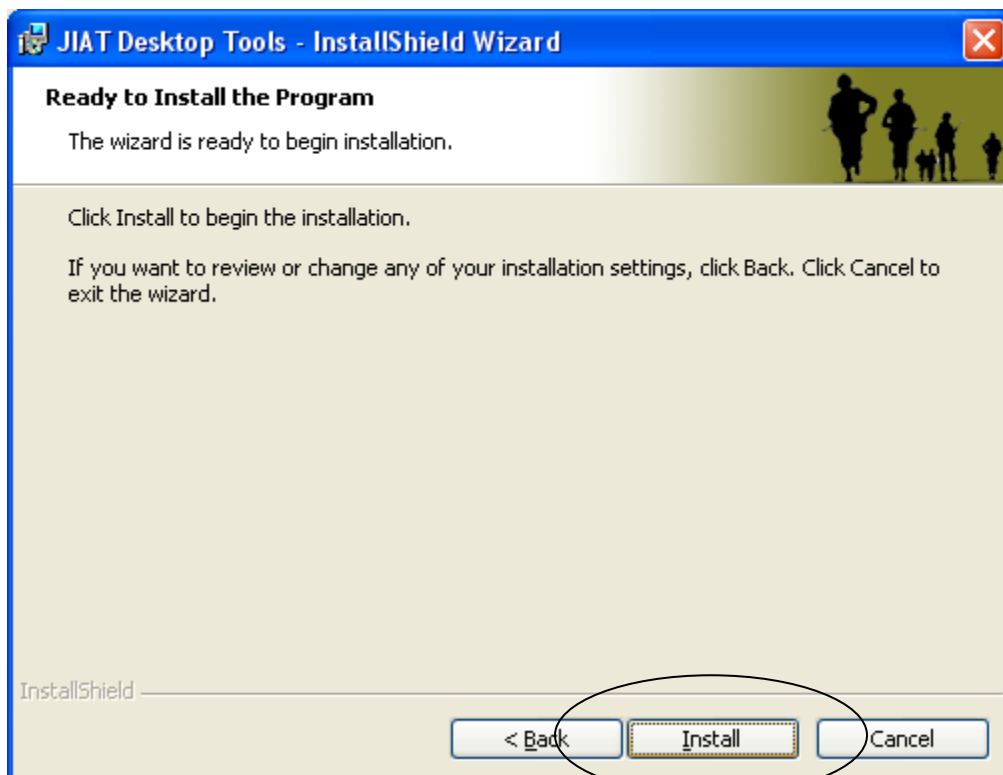 JIAT Desktop Tools - InstallShield Wizard
Ready to Install the Program
The wizard is ready to begin installation.
Click Install to begin the installation.
If you want to review or change any of your installation settings, click Back. Click Cancel to
exit the wizard.
InstallShield
< Back Install Cancel